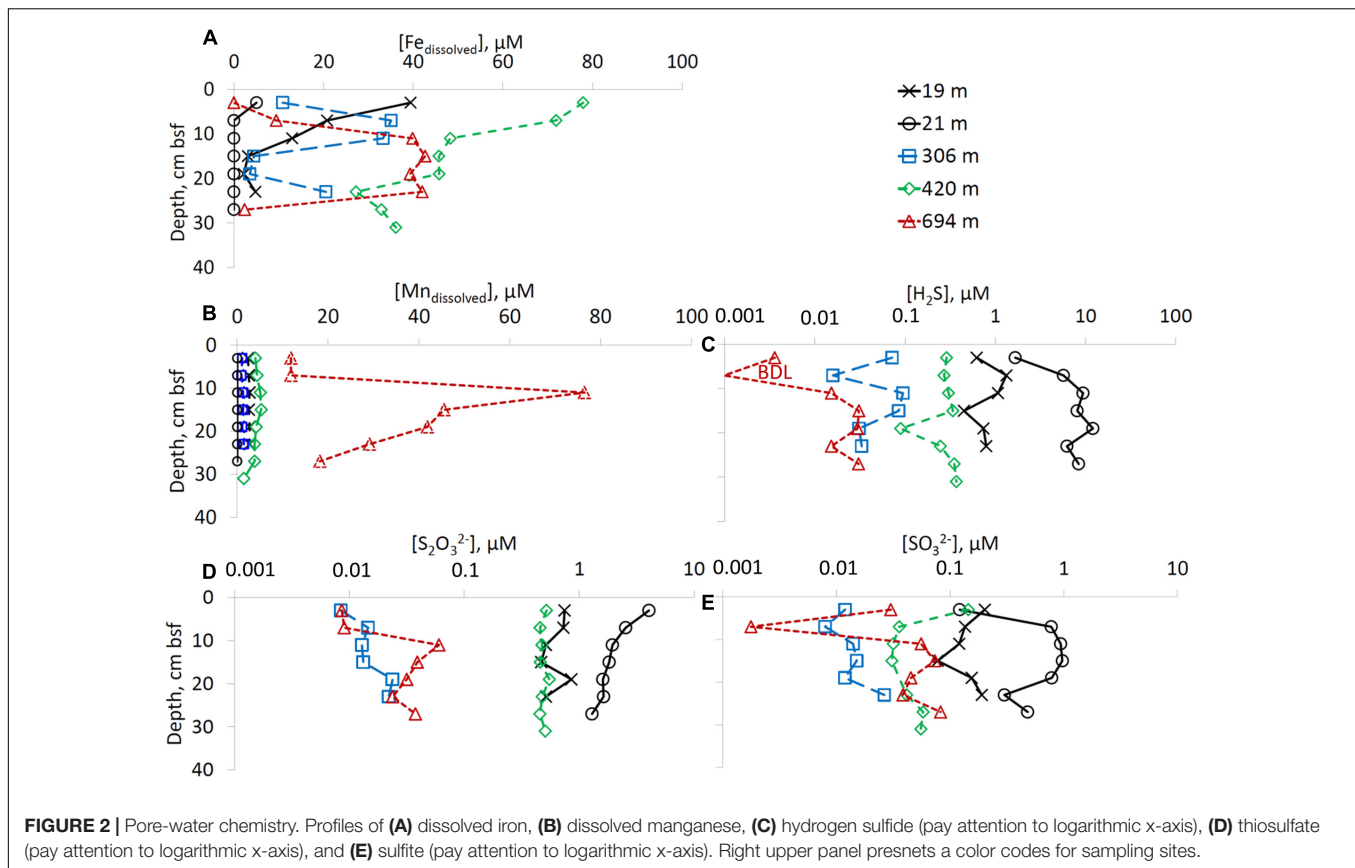 A
[Fe dissolved], μM
0 20 40 60 80 100
0
10
20
30
40
Depth, cm bsf
19 m
21 m
306 m
420 m
694 m
B
[Mn dissolved], μM
0 20 40 60 80 100
0
10
20
30
40
Depth, cm bsf
C
[H2S], μM
0.001 0.01 0.1 1 10 100
BDL
D
[S2O3 2-], μM
0.001 0.01 0.1 1 10
0
10
20
30
40
Depth, cm bsf
E
[SO3 2-], μM
0.001 0.01 0.1 1 10
FIGURE 2 | Pore-water chemistry. Profiles of (A) dissolved iron, (B) dissolved manganese, (C) hydrogen sulfide (pay attention to logarithmic x-axis), (D) thiosulfate
(pay attention to logarithmic x-axis), and (E) sulfite (pay attention to logarithmic x-axis). Right upper panel presnets a color codes for sampling sites.